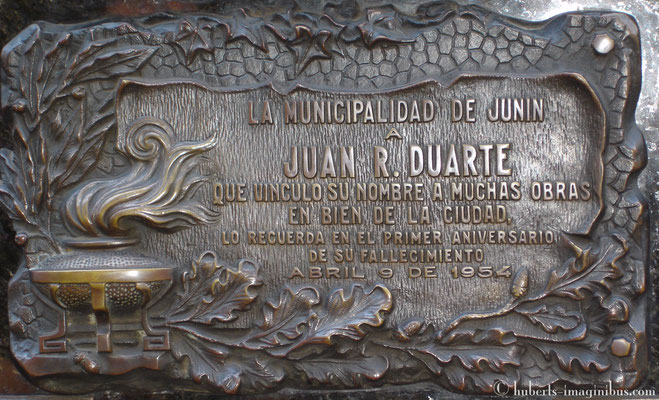 LA MUNICIPALIDAD DE JUNIN
A
JUAN R. DUARTE
QUE VINCULO SU NOMBRE A MUCHAS OBRAS
EN BIEN DE LA CIUDAD,
LO RECUERDA EN EL PRIMER ANIVERSARIO
DE SU FALLECIMIENTO
ABRIL 9 DE 1954
© huberts-imaginibus.com